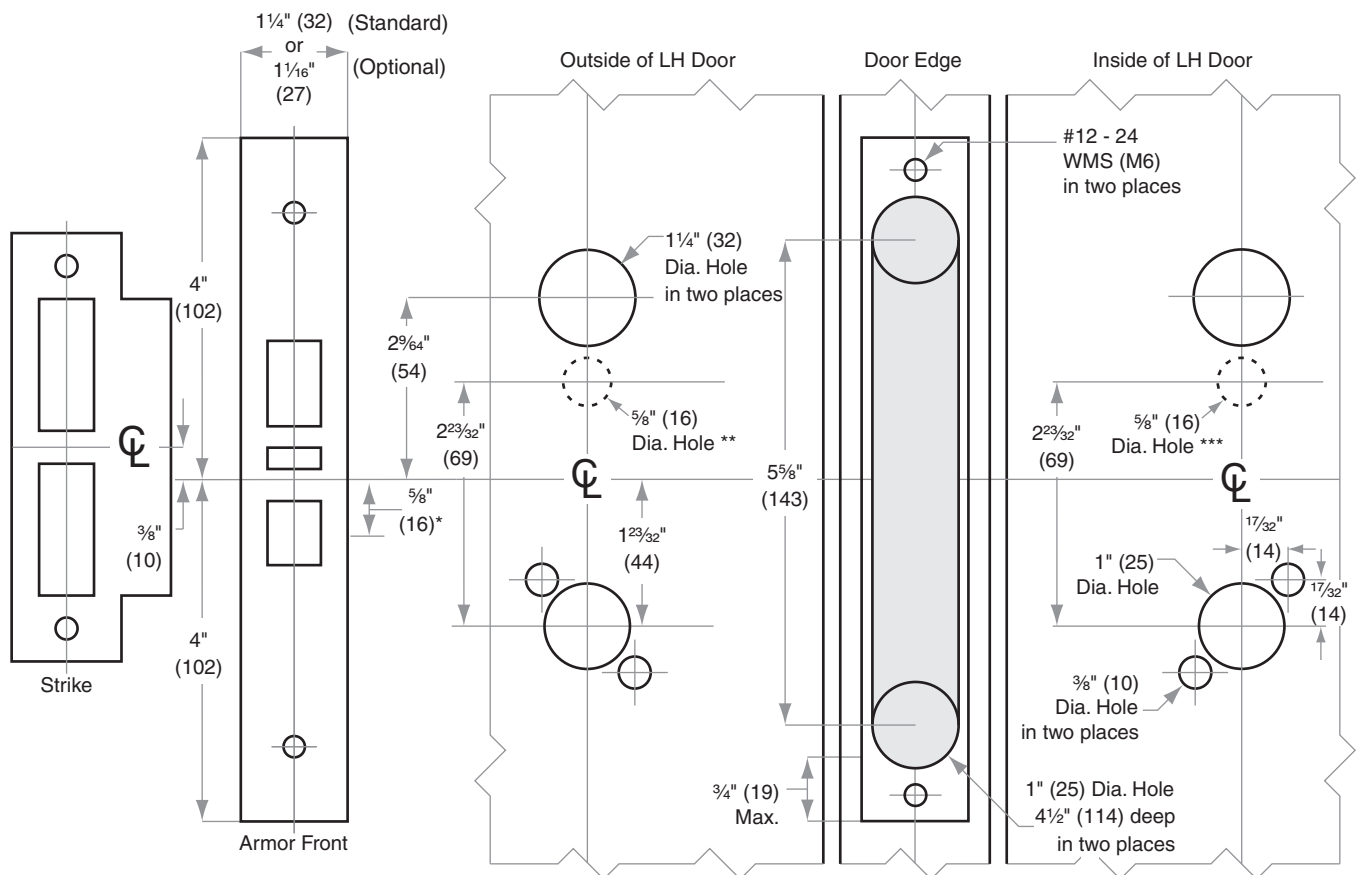 1¼" (32) (Standard)
or
1¹⁄₁₆" (Optional)
(27)
Outside of LH Door
Door Edge
Inside of LH Door
#12 - 24
WMS (M6)
in two places
1¼" (32)
Dia. Hole
in two places
4"
(102)
2⁹⁄₆₄"
(54)
⅝" (16)
Dia. Hole **
⅝" (16)
Dia. Hole ***
2²³⁄₃₂"
(69)
2²³⁄₃₂"
(69)
℄
℄
℄
5⅝"
(143)
⅝"
(16)*
⅜"
(10)
1²³⁄₃₂"
(44)
¹⁷⁄₃₂"
(14)
1" (25)
Dia. Hole
¹⁷⁄₃₂"
(14)
4"
(102)
Strike
⅜" (10)
Dia. Hole
in two places
¾" (19)
Max.
1" (25) Dia. Hole
4½" (114) deep
in two places
Armor Front